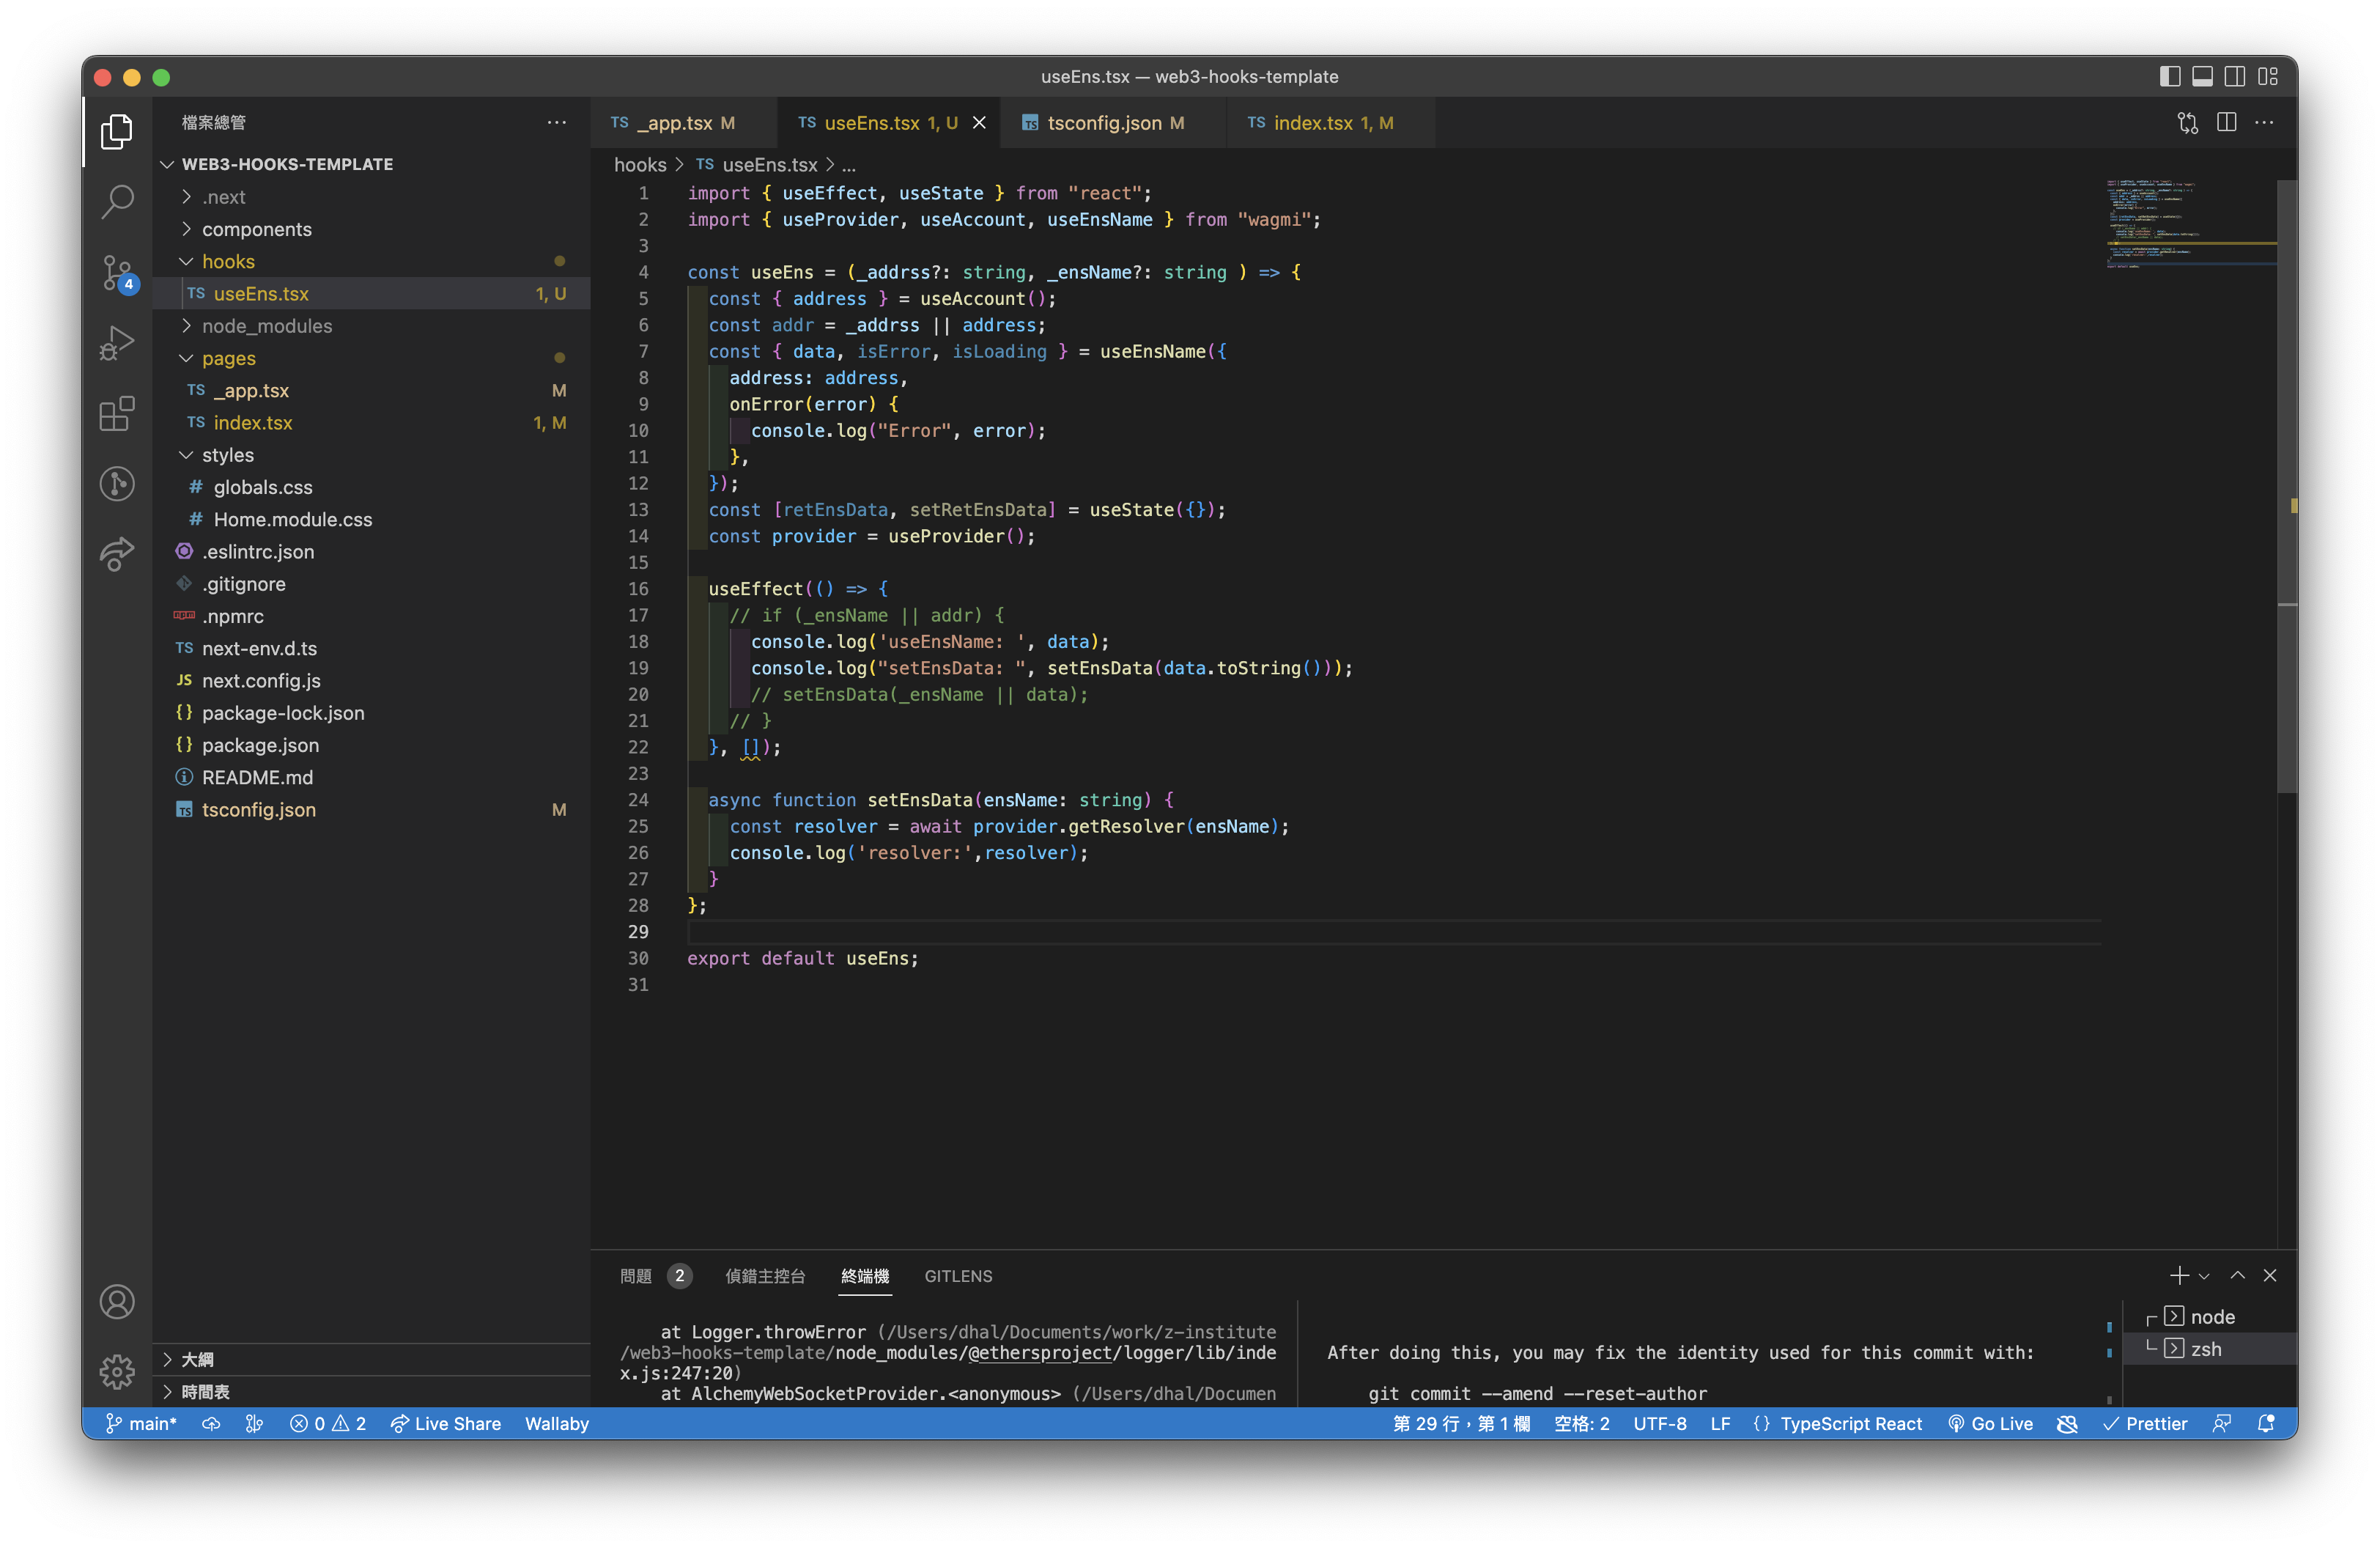 useEns.tsx — web3-hooks-template
檔案總管
WEB3-HOOKS-TEMPLATE
.next
components
hooks
TS useEns.tsx 1, U
node_modules
pages
TS _app.tsx M
TS index.tsx 1, M
styles
# globals.css
# Home.module.css
.eslintrc.json
.gitignore
.npmrc
TS next-env.d.ts
JS next.config.js
{} package-lock.json
{} package.json
README.md
TS tsconfig.json M
大綱
時間表
4
TS _app.tsx M
TS useEns.tsx 1, U
TS tsconfig.json M
TS index.tsx 1, M
hooks > TS useEns.tsx > ...
1 import { useEffect, useState } from "react";
2 import { useProvider, useAccount, useEnsName } from "wagmi";
3
4 const useEns = (_addrss?: string, _ensName?: string ) => {
5 const { address } = useAccount();
6 const addr = _addrss || address;
7 const { data, isError, isLoading } = useEnsName({
8 address: address,
9 onError(error) {
10 console.log("Error", error);
11 },
12 });
13 const [retEnsData, setRetEnsData] = useState({});
14 const provider = useProvider();
15
16 useEffect(() => {
17 // if (_ensName || addr) {
18 console.log('useEnsName: ', data);
19 console.log("setEnsData: ", setEnsData(data.toString()));
20 // setEnsData(_ensName || data);
21 // }
22 }, []);
23
24 async function setEnsData(ensName: string) {
25 const resolver = await provider.getResolver(ensName);
26 console.log('resolver:',resolver);
27 }
28 };
29
30 export default useEns;
31
問題 2
偵錯主控台
終端機
GITLENS
at Logger.throwError (/Users/dhal/Documents/work/z-institute
/web3-hooks-template/node_modules/@ethersproject/logger/lib/inde
x.js:247:20)
at AlchemyWebSocketProvider.<anonymous> (/Users/dhal/Documen
After doing this, you may fix the identity used for this commit with:
git commit --amend --reset-author
node
zsh
main* 0 2 Live Share Wallaby
第 29 行，第 1 欄 空格: 2 UTF-8 LF {} TypeScript React Go Live Prettier